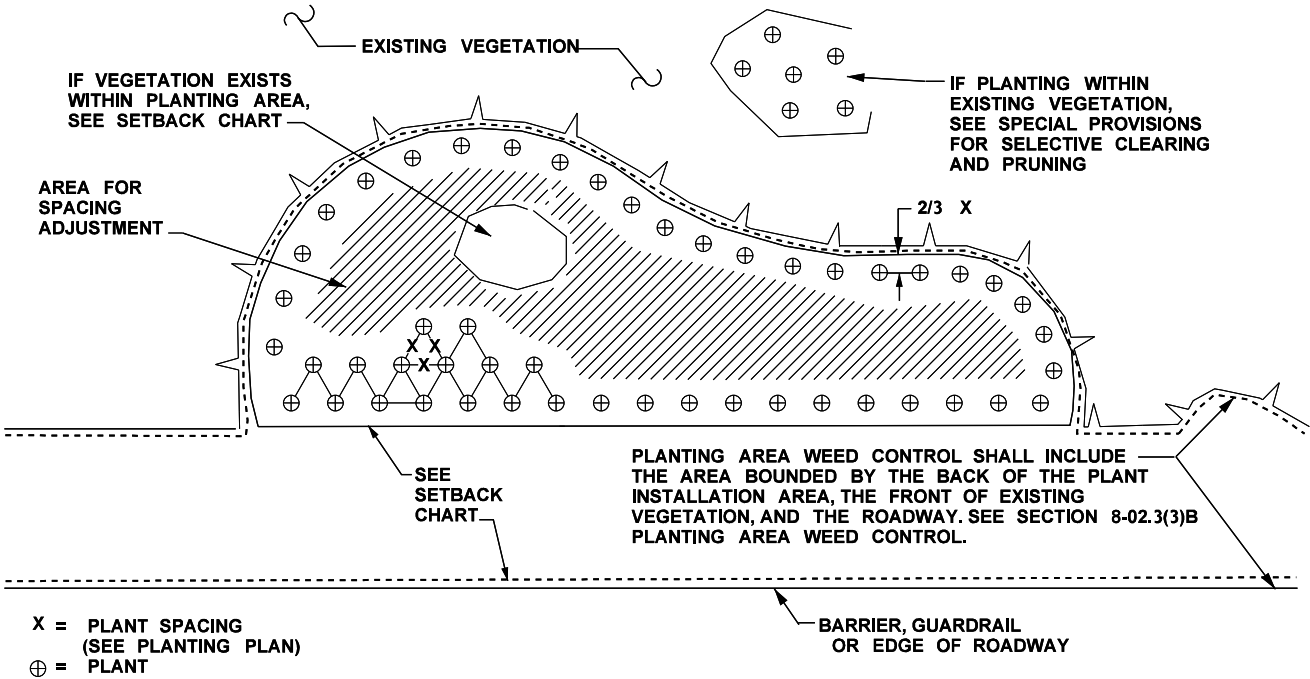 EXISTING VEGETATION
IF VEGETATION EXISTS
WITHIN PLANTING AREA,
SEE SETBACK CHART
IF PLANTING WITHIN
EXISTING VEGETATION,
SEE SPECIAL PROVISIONS
FOR SELECTIVE CLEARING
AND PRUNING
AREA FOR
SPACING
ADJUSTMENT
2/3 X
X X
X
SEE
SETBACK
CHART
PLANTING AREA WEED CONTROL SHALL INCLUDE
THE AREA BOUNDED BY THE BACK OF THE PLANT
INSTALLATION AREA, THE FRONT OF EXISTING
VEGETATION, AND THE ROADWAY. SEE SECTION 8-02.3(3)B
PLANTING AREA WEED CONTROL.
BARRIER, GUARDRAIL
OR EDGE OF ROADWAY
X = PLANT SPACING
(SEE PLANTING PLAN)
⊕ = PLANT